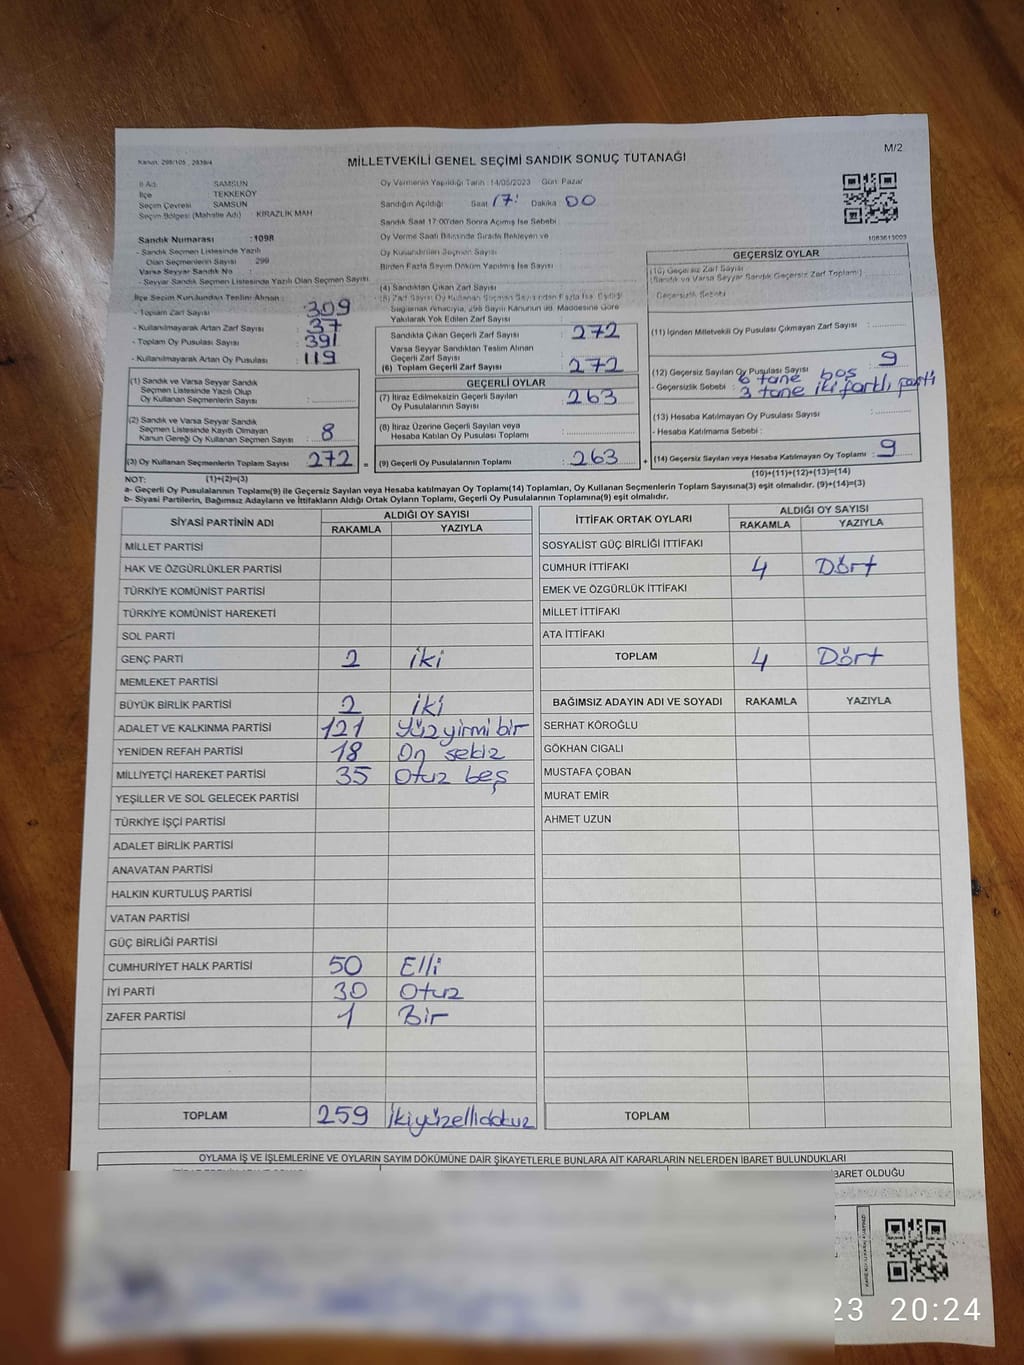 Kanun: 298/105 , 2839/4
MİLLETVEKİLİ GENEL SEÇİMİ SANDIK SONUÇ TUTANAĞI
M/2
İl Adı SAMSUN
İlçe TEKKEKÖY
Seçim Çevresi SAMSUN
Seçim Bölgesi (Mahalle Adı) KİRAZLIK MAH
Sandık Numarası :1098
- Sandık Seçmen Listesinde Yazılı
Olan Seçmenlerin Sayısı 299
Varsa Seyyar Sandık No
- Seyyar Sandık Seçmen Listesinde Yazılı Olan Seçmen Sayısı
İlçe Seçim Kurulundan Teslim Alınan :
- Toplam Zarf Sayısı 309
- Kullanılmayarak Artan Zarf Sayısı 37
- Toplam Oy Pusulası Sayısı 391
- Kullanılmayarak Artan Oy Pusulası 119
(1) Sandık ve Varsa Seyyar Sandık
Seçmen Listesinde Yazılı Olup
Oy Kullanan Seçmenlerin Sayısı :
(2) Sandık ve Varsa Seyyar Sandık
Seçmen Listesinde Kayıtlı Olmayan
Kanun Gereği Oy Kullanan Seçmen Sayısı : 8
(3) Oy Kullanan Seçmenlerin Toplam Sayısı 272 =
Oy Vermenin Yapıldığı Tarih : 14/05/2023 Gün: Pazar
Sandığın Açıldığı Saat 17: Dakika 00
Sandık Saat 17:00'den Sonra Açımış İse Sebebi :
Oy Verme Saati Bitiminde Sırada Bekleyen ve
Oy Kullandırılan Seçmen Sayısı
Birden Fazla Sayım Döküm Yapılmış İse Sayısı
(4) Sandıktan Çıkan Zarf Sayısı
(5) Zarf Sayısı Oy Kullanan Seçmen Sayısından Fazla İse, Eşitliği
Sağlamak Amacıyla, 298 Sayılı Kanunun 98. Maddesine Göre
Yakılarak Yok Edilen Zarf Sayısı
Sandıkta Çıkan Geçerli Zarf Sayısı : 272
Varsa Seyyar Sandıktan Teslim Alınan
Geçerli Zarf Sayısı
(6) Toplam Geçerli Zarf Sayısı : 272
GEÇERLİ OYLAR
(7) İtiraz Edilmeksizin Geçerli Sayılan
Oy Pusulalarının Sayısı : 263
(8) İtiraz Üzerine Geçerli Sayılan veya
Hesaba Katılan Oy Pusulası Toplamı :
(9) Geçerli Oy Pusulalarının Toplamı : 263 +
1083615003
GEÇERSİZ OYLAR
(10) Geçersiz Zarf Sayısı
(Sandık ve Varsa Seyyar Sandık Geçersiz Zarf Toplamı) :
Geçersizlik Sebebi :
(11) İçinden Milletvekili Oy Pusulası Çıkmayan Zarf Sayısı :
(12) Geçersiz Sayılan Oy Pusulası Sayısı : 9
- Geçersizlik Sebebi : 6 tane boş
3 tane iki farklı parti
(13) Hesaba Katılmayan Oy Pusulası Sayısı :
- Hesaba Katılmama Sebebi :
(14) Geçersiz Sayılan veya Hesaba Katılmayan Oy Toplamı : 9
NOT: (1)+(2)=(3) (10)+(11)+(12)+(13)=(14)
a- Geçerli Oy Pusulalarının Toplamı(9) ile Geçersiz Sayılan veya Hesaba katılmayan Oy Toplamı(14) Toplamları, Oy Kullanan Seçmenlerin Toplam Sayısına(3) eşit olmalıdır. (9)+(14)=(3)
b- Siyasi Partilerin, Bağımsız Adayların ve İttifakların Aldığı Ortak Oyların Toplamı, Geçerli Oy Pusulalarının Toplamına(9) eşit olmalıdır.
SİYASİ PARTİNİN ADI ALDIĞI OY SAYISI
RAKAMLA YAZIYLA
MİLLET PARTİSİ
HAK VE ÖZGÜRLÜKLER PARTİSİ
TÜRKİYE KOMÜNİST PARTİSİ
TÜRKİYE KOMÜNİST HAREKETİ
SOL PARTİ
GENÇ PARTİ 2 iki
MEMLEKET PARTİSİ
BÜYÜK BİRLİK PARTİSİ 2 iki
ADALET VE KALKINMA PARTİSİ 121 Yüzyirmi bir
YENİDEN REFAH PARTİSİ 18 On sekiz
MİLLİYETÇİ HAREKET PARTİSİ 35 Otuz beş
YEŞİLLER VE SOL GELECEK PARTİSİ
TÜRKİYE İŞÇİ PARTİSİ
ADALET BİRLİK PARTİSİ
ANAVATAN PARTİSİ
HALKIN KURTULUŞ PARTİSİ
VATAN PARTİSİ
GÜÇ BİRLİĞİ PARTİSİ
CUMHURİYET HALK PARTİSİ 50 Elli
İYİ PARTİ 30 Otuz
ZAFER PARTİSİ 1 Bir
TOPLAM 259 ikiyüzellidokuz
İTTİFAK ORTAK OYLARI ALDIĞI OY SAYISI
RAKAMLA YAZIYLA
SOSYALİST GÜÇ BİRLİĞİ İTTİFAKI
CUMHUR İTTİFAKI 4 Dört
EMEK VE ÖZGÜRLÜK İTTİFAKI
MİLLET İTTİFAKI
ATA İTTİFAKI
TOPLAM 4 Dört
BAĞIMSIZ ADAYIN ADI VE SOYADI RAKAMLA YAZIYLA
SERHAT KÖROĞLU
GÖKHAN CIGALI
MUSTAFA ÇOBAN
MURAT EMİR
AHMET UZUN
TOPLAM
OYLAMA İŞ VE İŞLEMLERİNE VE OYLARIN SAYIM DÖKÜMÜNE DAİR ŞİKAYETLERLE BUNLARA AİT KARARLARIN NELERDEN İBARET BULUNDUKLARI
İBARET OLDUĞU
23 20:24